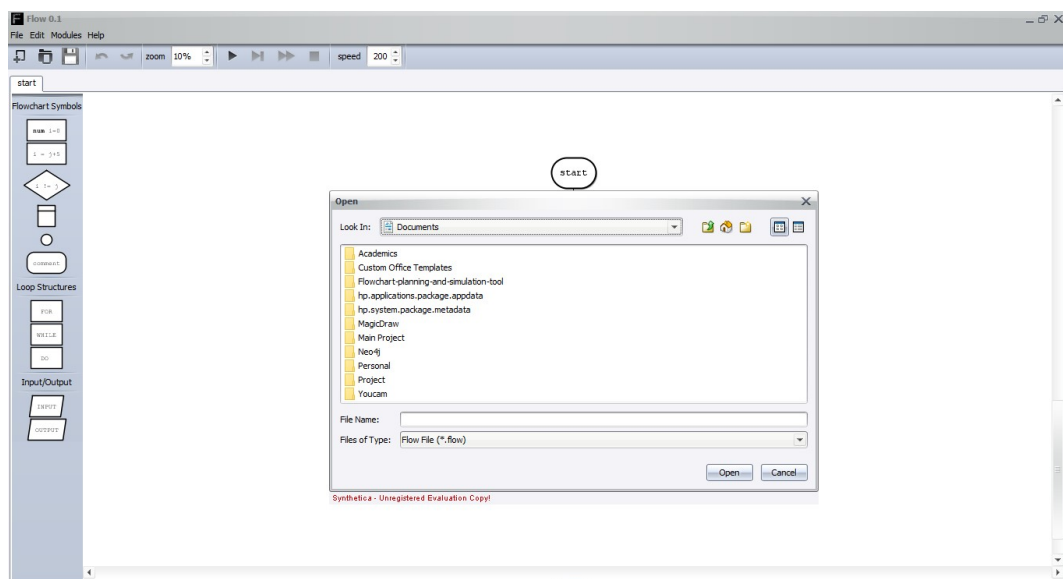 Flow 0.1
File Edit Modules Help
zoom 10% speed 200
start
Flowchart Symbols
num i=0
i = j+5
i != j
comment
Loop Structures
FOR
WHILE
DO
Input/Output
INPUT
OUTPUT
start
Open
Look In: Documents
Academics
Custom Office Templates
Flowchart-planning-and-simulation-tool
hp.applications.package.appdata
hp.system.package.metadata
MagicDraw
Main Project
Neo4j
Personal
Project
Youcam
File Name:
Files of Type: Flow File (*.flow)
Open Cancel
Synthetica - Unregistered Evaluation Copy!